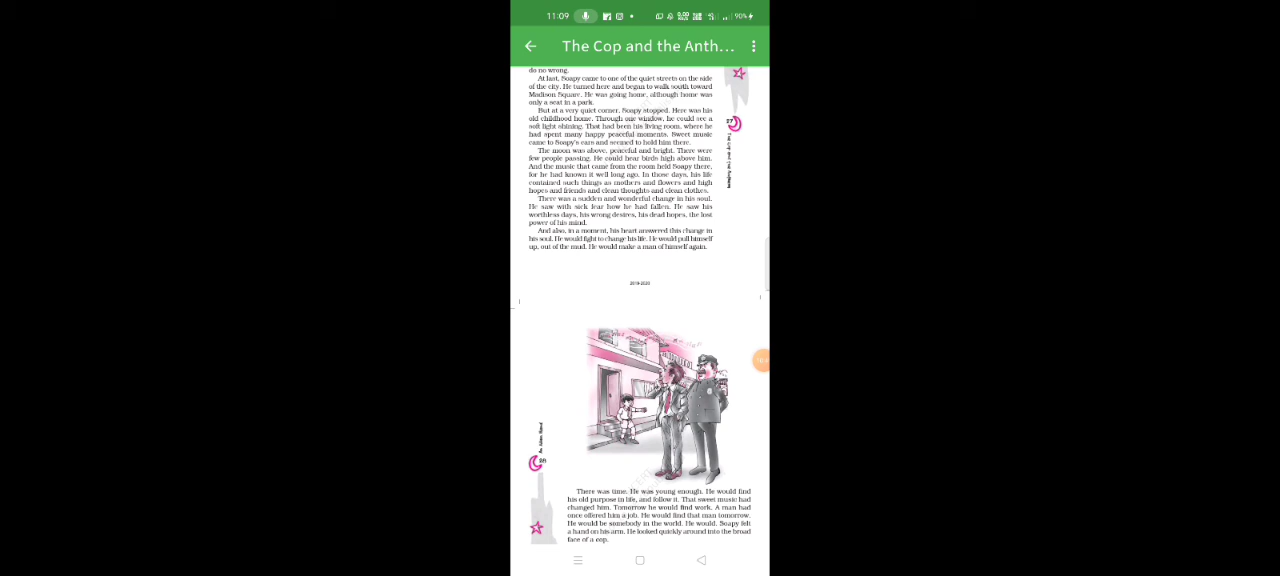 11:09
90%
The Cop and the Anth...
do no wrong.
At last, Soapy came to one of the quiet streets on the side
of the city. He turned here and began to walk south toward
Madison Square. He was going home, although home was
only a seat in a park.
But at a very quiet corner, Soapy stopped. Here was his
old childhood home. Through one window, he could see a
soft light shining. That had been his living room, where he
had spent many happy peaceful moments. Sweet music
came to Soapy's ears and seemed to hold him there.
The moon was above, peaceful and bright. There were
few people passing. He could hear birds high above him.
And the music that came from the room held Soapy there,
for he had known it well long ago. In those days, his life
contained such things as mothers and flowers and high
hopes and friends and clean thoughts and clean clothes.
There was a sudden and wonderful change in his soul.
He saw with sick fear how he had fallen. He saw his
worthless days, his wrong desires, his dead hopes, the lost
power of his mind.
And also, in a moment, his heart answered this change in
his soul. He would fight to change his life. He would pull himself
up, out of the mud. He would make a man of himself again.
27
The Cop and the Anthem
2019-2020
An Alien Hand
28
There was time. He was young enough. He would find
his old purpose in life, and follow it. That sweet music had
changed him. Tomorrow he would find work. A man had
once offered him a job. He would find that man tomorrow.
He would be somebody in the world. He would. Soapy felt
a hand on his arm. He looked quickly around into the broad
face of a cop.